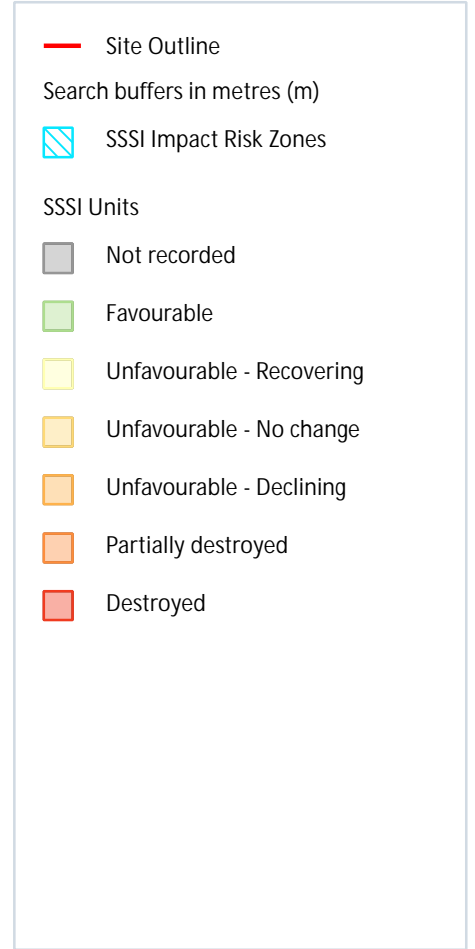 Site Outline
Search buffers in metres (m)
SSSI Impact Risk Zones
SSSI Units
Not recorded
Favourable
Unfavourable - Recovering
Unfavourable - No change
Unfavourable - Declining
Partially destroyed
Destroyed